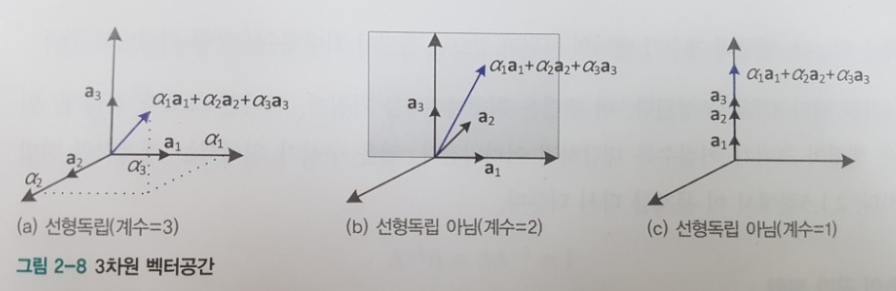 a₃
α₁a₁+α₂a₂+α₃a₃
a₁
α₁
a₂
α₃
α₂
(a) 선형독립(계수=3)
α₁a₁+α₂a₂+α₃a₃
a₃
a₂
a₁
(b) 선형독립 아님(계수=2)
α₁a₁+α₂a₂+α₃a₃
a₃
a₂
a₁
(c) 선형독립 아님(계수=1)
그림 2-8 3차원 벡터공간